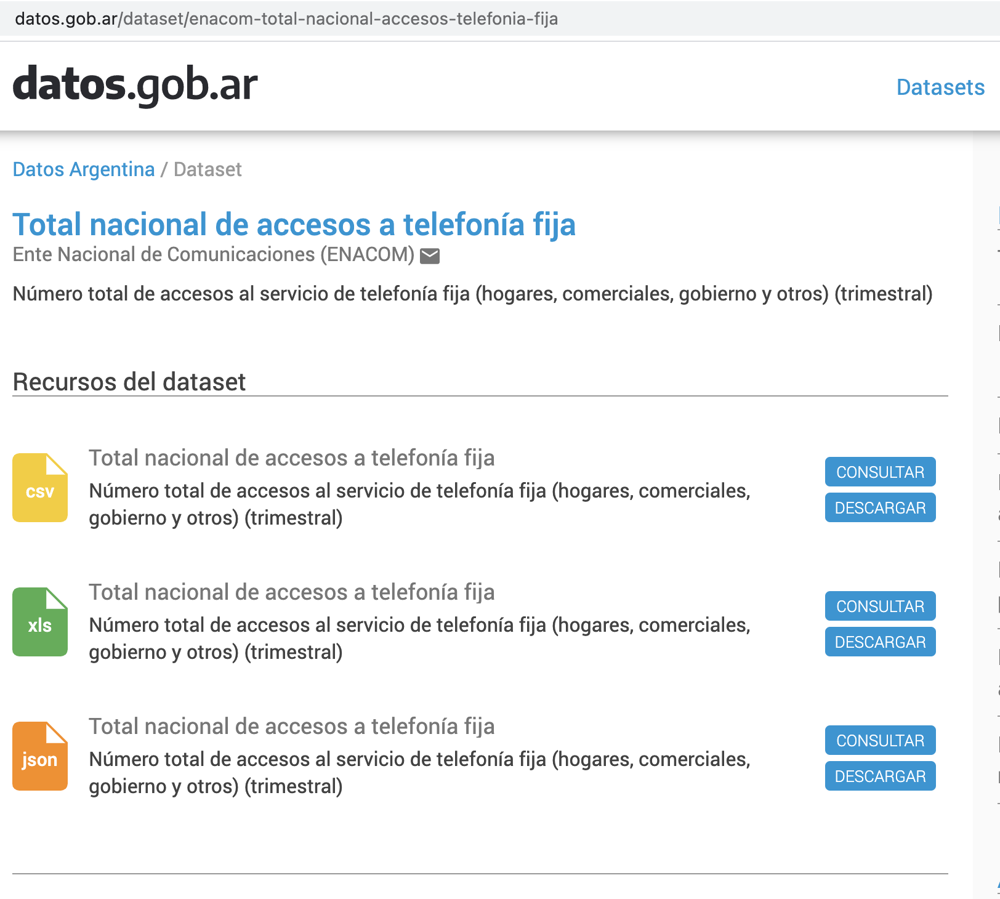 datos.gob.ar/dataset/enacom-total-nacional-accesos-telefonia-fija
datos.gob.ar
Datasets
Datos Argentina / Dataset
Total nacional de accesos a telefonía fija
Ente Nacional de Comunicaciones (ENACOM)
Número total de accesos al servicio de telefonía fija (hogares, comerciales, gobierno y otros) (trimestral)
Recursos del dataset
csv
Total nacional de accesos a telefonía fija
Número total de accesos al servicio de telefonía fija (hogares, comerciales,
gobierno y otros) (trimestral)
CONSULTAR
DESCARGAR
xls
Total nacional de accesos a telefonía fija
Número total de accesos al servicio de telefonía fija (hogares, comerciales,
gobierno y otros) (trimestral)
CONSULTAR
DESCARGAR
json
Total nacional de accesos a telefonía fija
Número total de accesos al servicio de telefonía fija (hogares, comerciales,
gobierno y otros) (trimestral)
CONSULTAR
DESCARGAR